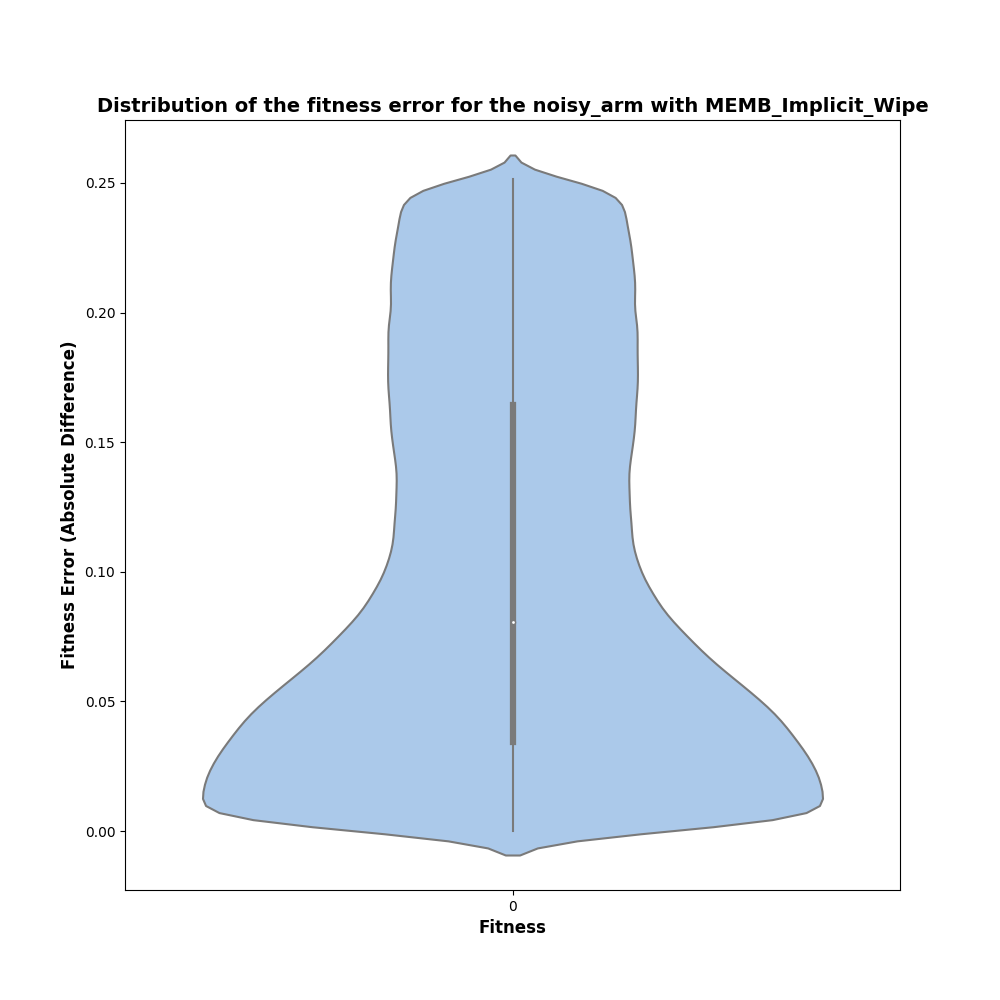 Distribution of the fitness error for the noisy_arm with MEMB_Implicit_Wipe
Fitness Error (Absolute Difference)
0.25
0.20
0.15
0.10
0.05
0.00
0
Fitness